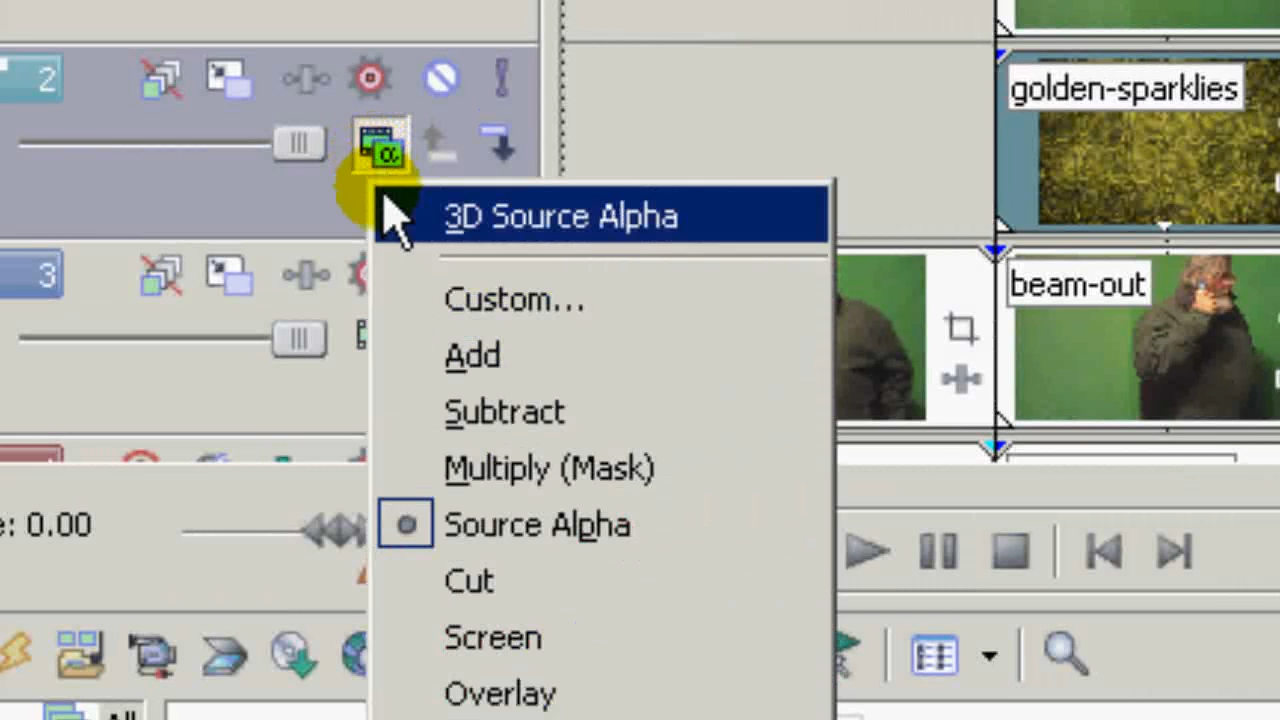 2
golden-sparklies
3D Source Alpha
3
beam-out
Custom...
Add
Subtract
Multiply (Mask)
Source Alpha
: 0.00
Cut
Screen
Overlay
All